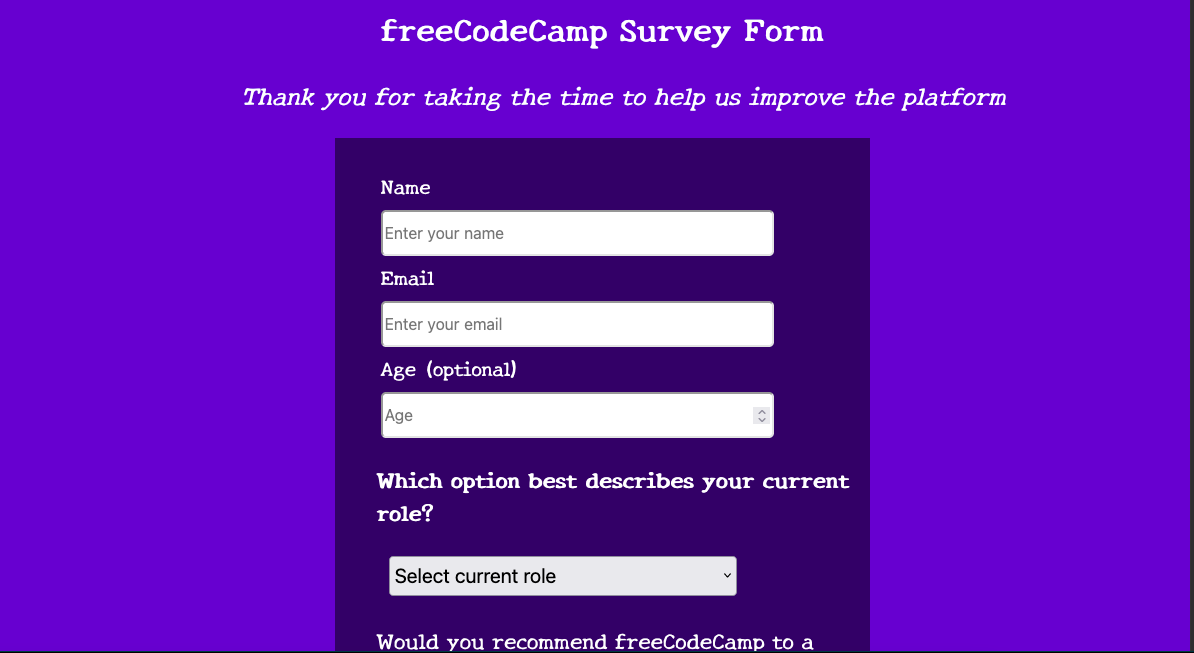 freeCodeCamp Survey Form
Thank you for taking the time to help us improve the platform
Name
Enter your name
Email
Enter your email
Age (optional)
Age
Which option best describes your current
role?
Select current role
Would you recommend freeCodeCamp to a